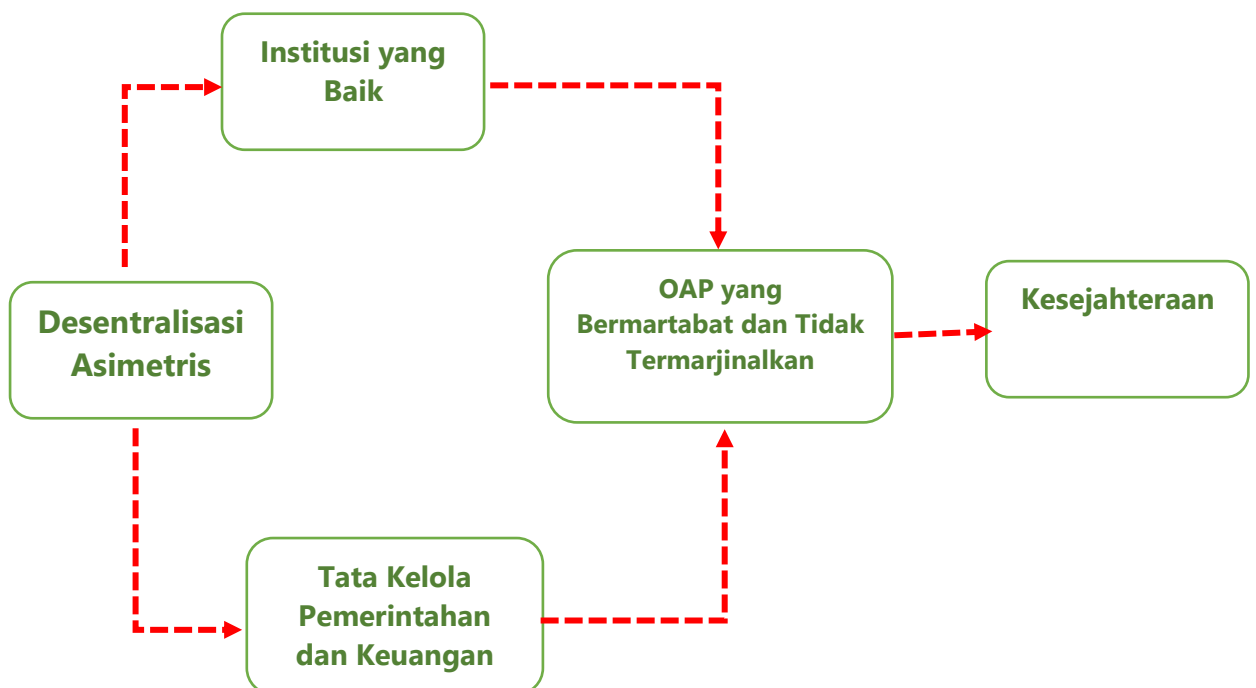 Institusi yang
Baik
Desentralisasi
Asimetris
OAP yang
Bermartabat dan Tidak
Termarjinalkan
Kesejahteraan
Tata Kelola
Pemerintahan
dan Keuangan